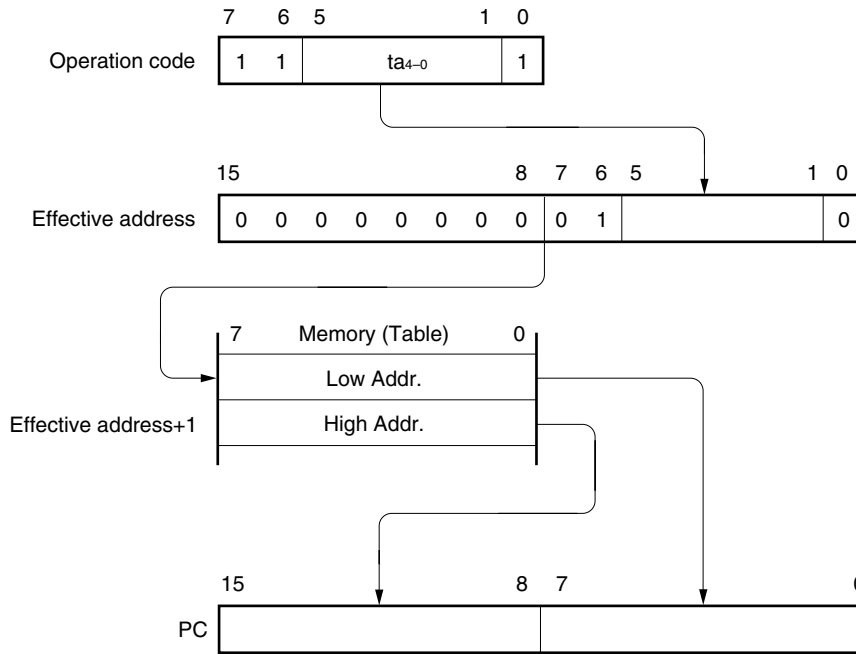 7 6 5 1 0
Operation code 1 1 ta4–0 1
15 8 7 6 5 1 0
Effective address 0 0 0 0 0 0 0 0 0 1 0
7 Memory (Table) 0
Low Addr.
Effective address+1 High Addr.
15 8 7 0
PC